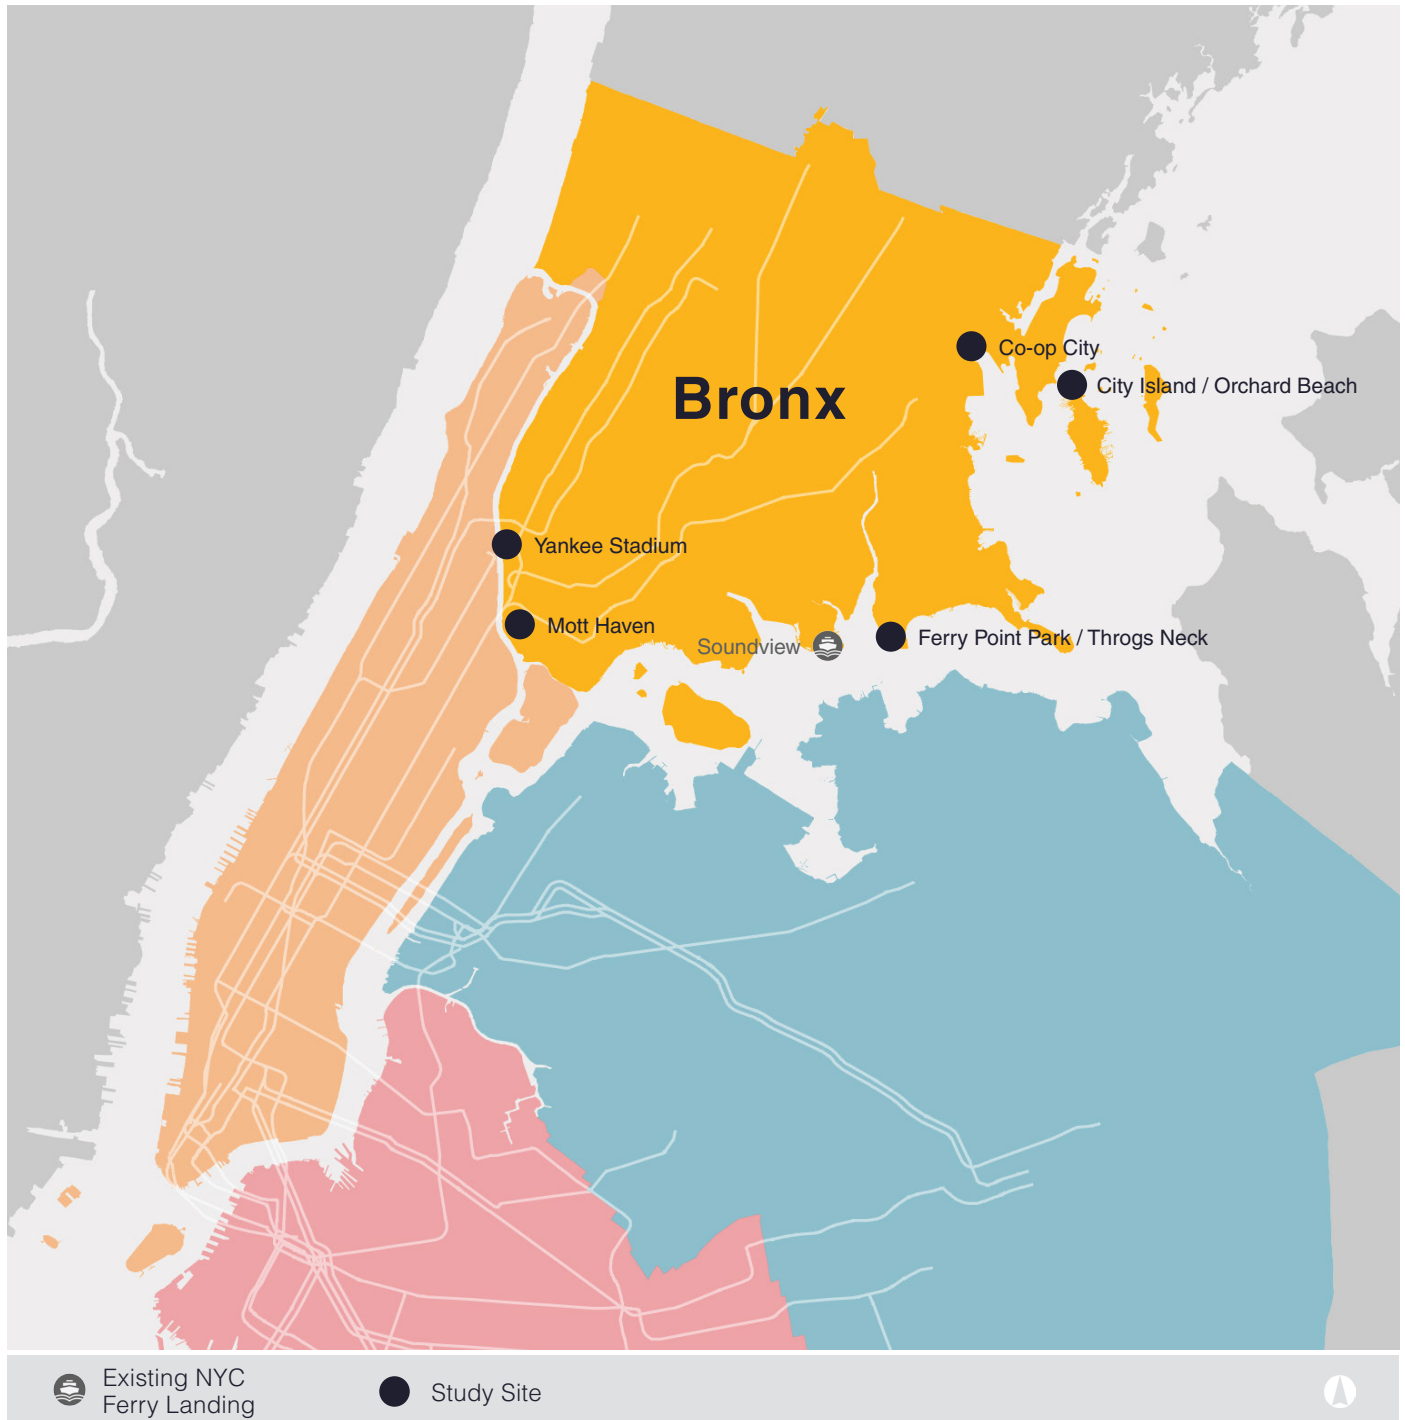 Co-op City
City Island / Orchard Beach
Bronx
Yankee Stadium
Mott Haven
Soundview
Ferry Point Park / Throgs Neck
Existing NYC
Ferry Landing
Study Site